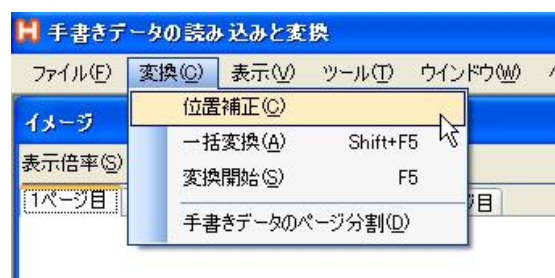 手書きデータの読み込みと変換
ファイル(F) 変換(C) 表示(V) ツール(T) ウインドウ(W)
位置補正(C)
イメージ
一括変換(A) Shift+F5
表示倍率(S)
変換開始(S) F5
1ページ目 目
手書きデータのページ分割(D)